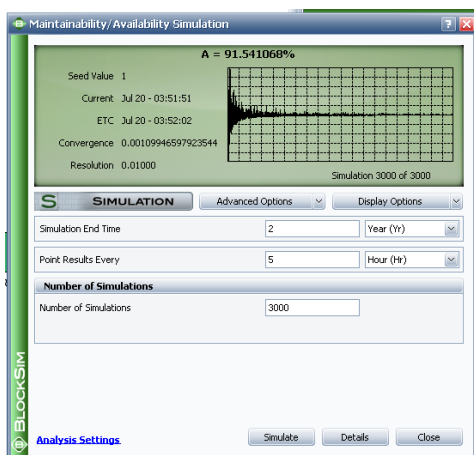 Maintainability/Availability Simulation
A = 91.541068%
Seed Value 1
Current Jul 20 - 03:51:51
ETC Jul 20 - 03:52:02
Convergence 0.00109946597923544
Resolution 0.01000
Simulation 3000 of 3000
S SIMULATION Advanced Options Display Options
Simulation End Time 2 Year (Yr)
Point Results Every 5 Hour (Hr)
Number of Simulations
Number of Simulations 3000
BLOCKSIM
Analysis Settings Simulate Details Close